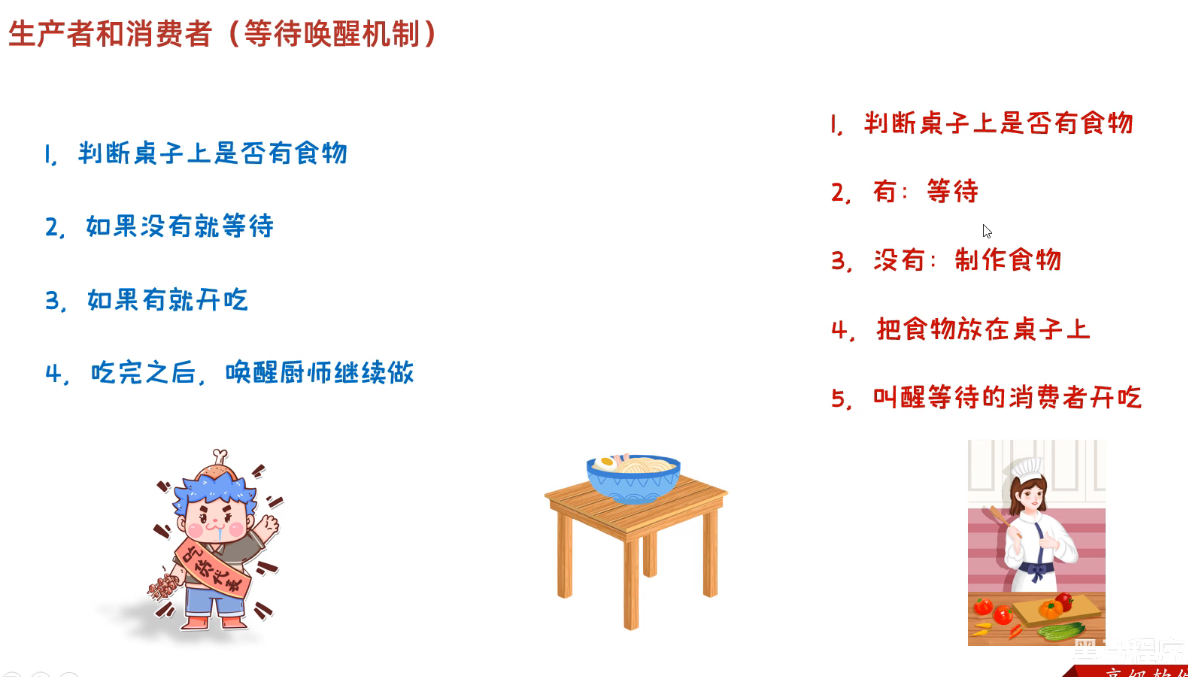 生产者和消费者（等待唤醒机制）
1，判断桌子上是否有食物
2，如果没有就等待
3，如果有就开吃
4，吃完之后，唤醒厨师继续做
1，判断桌子上是否有食物
2，有：等待
3，没有：制作食物
4，把食物放在桌子上
5，叫醒等待的消费者开吃
吃货代表